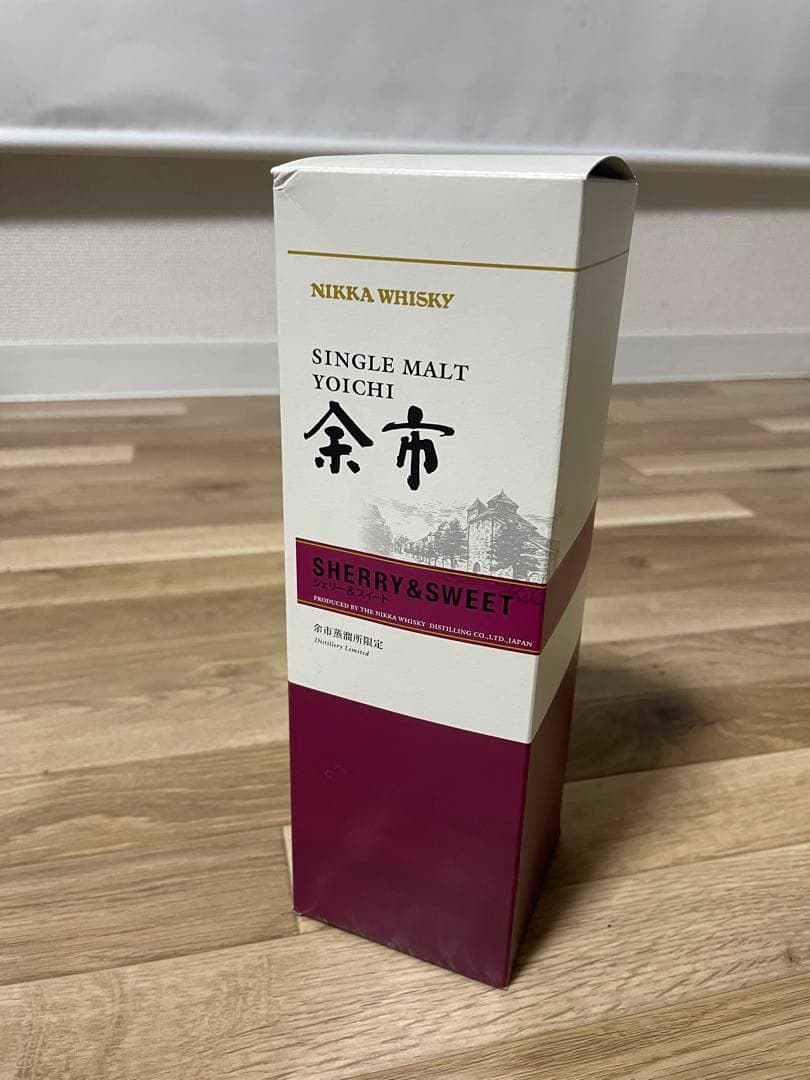 NIKKA WHISKY
SINGLE MALT
YOICHI
余市
SHERRY&SWEET
シェリー&スイート
PRODUCED BY THE NIKKA WHISKY DISTILLING CO.,LTD.,JAPAN
余市蒸溜所限定
Distillery Limited